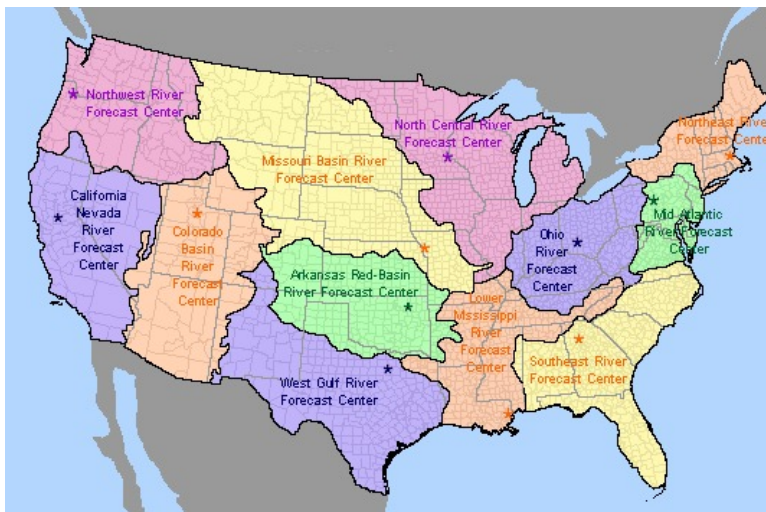 Northwest River
Forecast Center
North Central River
Forecast Center
Northeast River
Forecast Center
Missouri Basin River
Forecast Center
California
Nevada
River
Forecast
Center
Colorado
Basin
River
Forecast
Center
Ohio
River
Forecast
Center
Mid-Atlantic
River Forecast
Center
Arkansas Red-Basin
River Forecast Center
Lower
Mississippi
River
Forecast
Center
Southeast River
Forecast Center
West Gulf River
Forecast Center